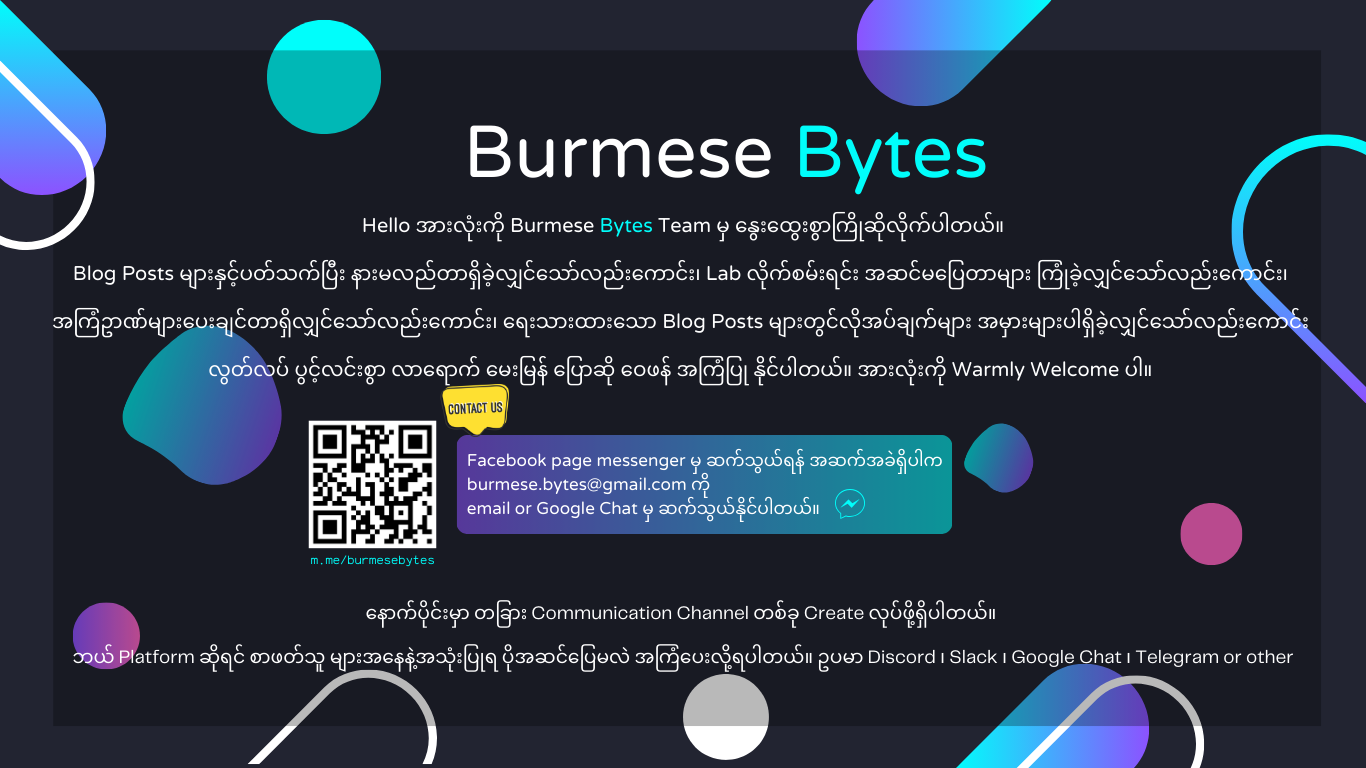 Burmese Bytes
Hello အားလုံးကို Burmese Bytes Team မှ နွေးထွေးစွာကြိုဆိုလိုက်ပါတယ်။
Blog Posts များနှင့်ပတ်သက်ပြီး နားမလည်တာရှိခဲ့လျှင်သော်လည်းကောင်း၊ Lab လိုက်စမ်းရင်း အဆင်မပြေတာများ ကြုံခဲ့လျှင်သော်လည်းကောင်း၊
အကြံဥာဏ်များပေးချင်တာရှိလျှင်သော်လည်းကောင်း၊ ရေးသားထားသော Blog Posts များတွင်လိုအပ်ချက်များ အမှားများပါရှိခဲ့လျှင်သော်လည်းကောင်း
လွတ်လပ် ပွင့်လင်းစွာ လာရောက် မေးမြန် ပြောဆို ဝေဖန် အကြံပြု နိုင်ပါတယ်။ အားလုံးကို Warmly Welcome ပါ။
CONTACT US
Facebook page messenger မှ ဆက်သွယ်ရန် အဆက်အခဲရှိပါက
burmese.bytes@gmail.com ကို
email or Google Chat မှ ဆက်သွယ်နိုင်ပါတယ်။
m.me/burmesebytes
နောက်ပိုင်းမှာ တခြား Communication Channel တစ်ခု Create လုပ်ဖို့ရှိပါတယ်။
ဘယ် Platform ဆိုရင် စာဖတ်သူ များအနေနဲ့အသုံးပြုရ ပိုအဆင်ပြေမလဲ အကြံပေးလို့ရပါတယ်။ ဥပမာ Discord ၊ Slack ၊ Google Chat ၊ Telegram or other